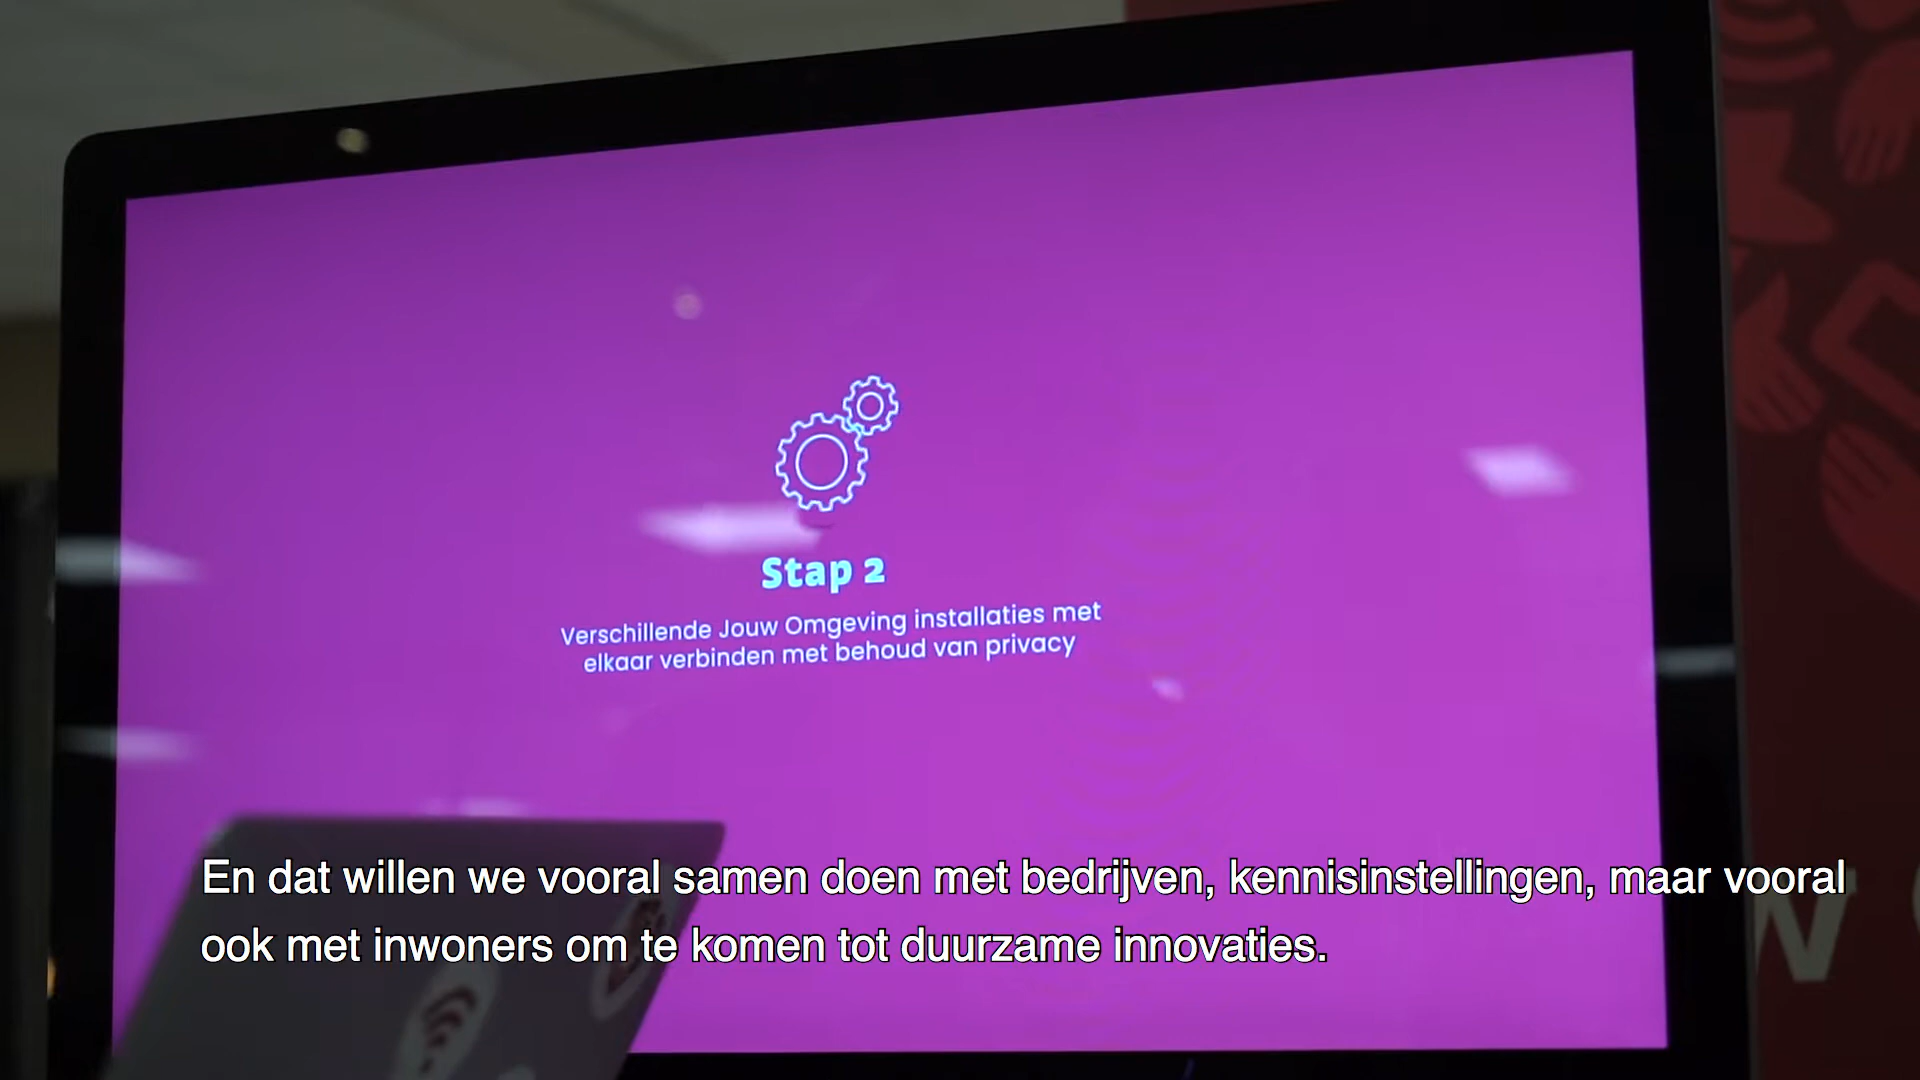 Stap 2
Verschillende Jouw Omgeving installaties met
elkaar verbinden met behoud van privacy
En dat willen we vooral samen doen met bedrijven, kennisinstellingen, maar vooral
ook met inwoners om te komen tot duurzame innovaties.